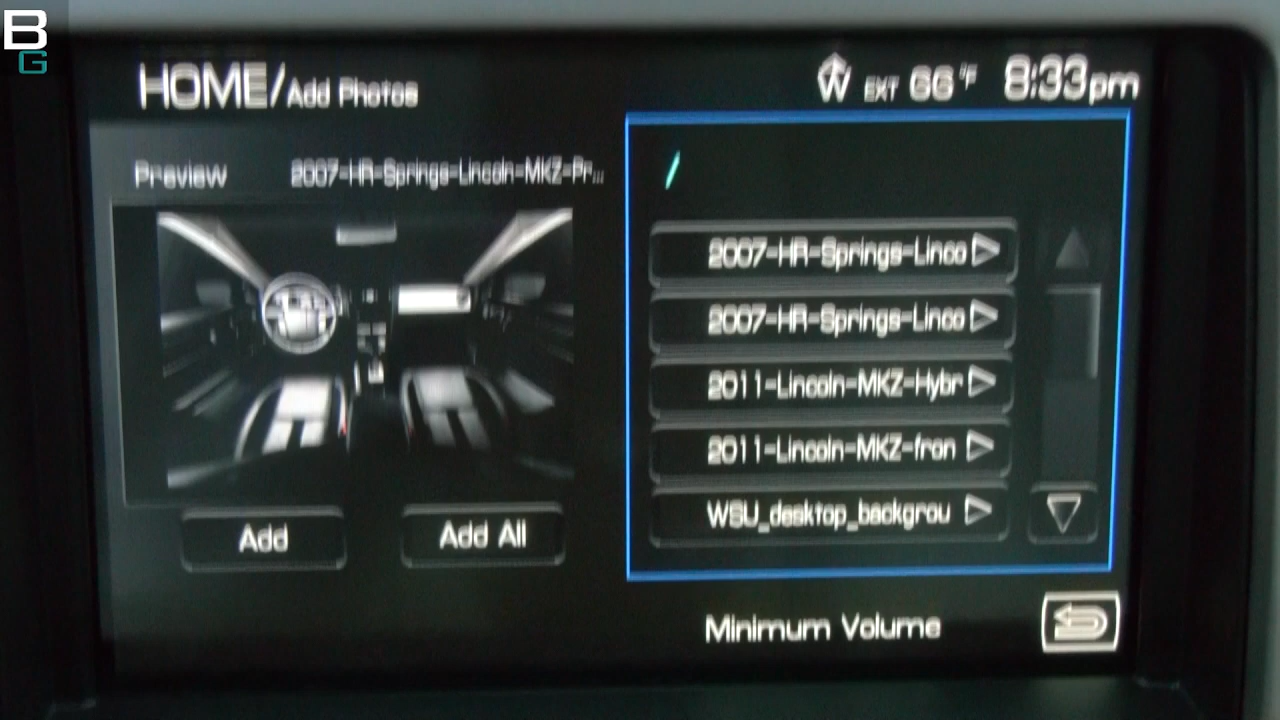 B
G
HOME/Add Photos
W EXT 66°F 8:33pm
Preview 2007-HR-Springs-Lincoln-MKZ-Pr...
/
2007-HR-Springs-Linco
2007-HR-Springs-Linco
2011-Lincoln-MKZ-Hybr
2011-Lincoln-MKZ-fron
WSU_desktop_backgrou
Add
Add All
Minimum Volume